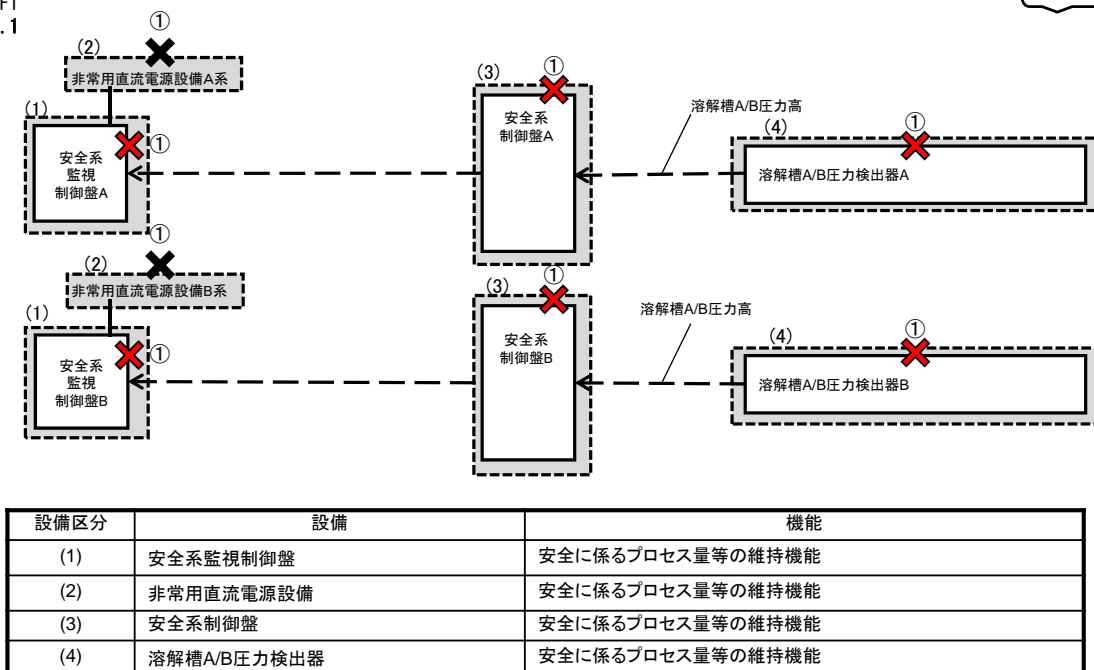 .1
①
(2)
非常用直流電源設備A系
(1)
①
安全系
監視
制御盤A
(3)
①
安全系
制御盤A
溶解槽A/B圧力高
(4)
①
溶解槽A/B圧力検出器A
①
(2)
非常用直流電源設備B系
(1)
①
安全系
監視
制御盤B
(3)
①
安全系
制御盤B
溶解槽A/B圧力高
(4)
①
溶解槽A/B圧力検出器B
設備区分 設備 機能
(1) 安全系監視制御盤 安全に係るプロセス量等の維持機能
(2) 非常用直流電源設備 安全に係るプロセス量等の維持機能
(3) 安全系制御盤 安全に係るプロセス量等の維持機能
(4) 溶解槽A/B圧力検出器 安全に係るプロセス量等の維持機能